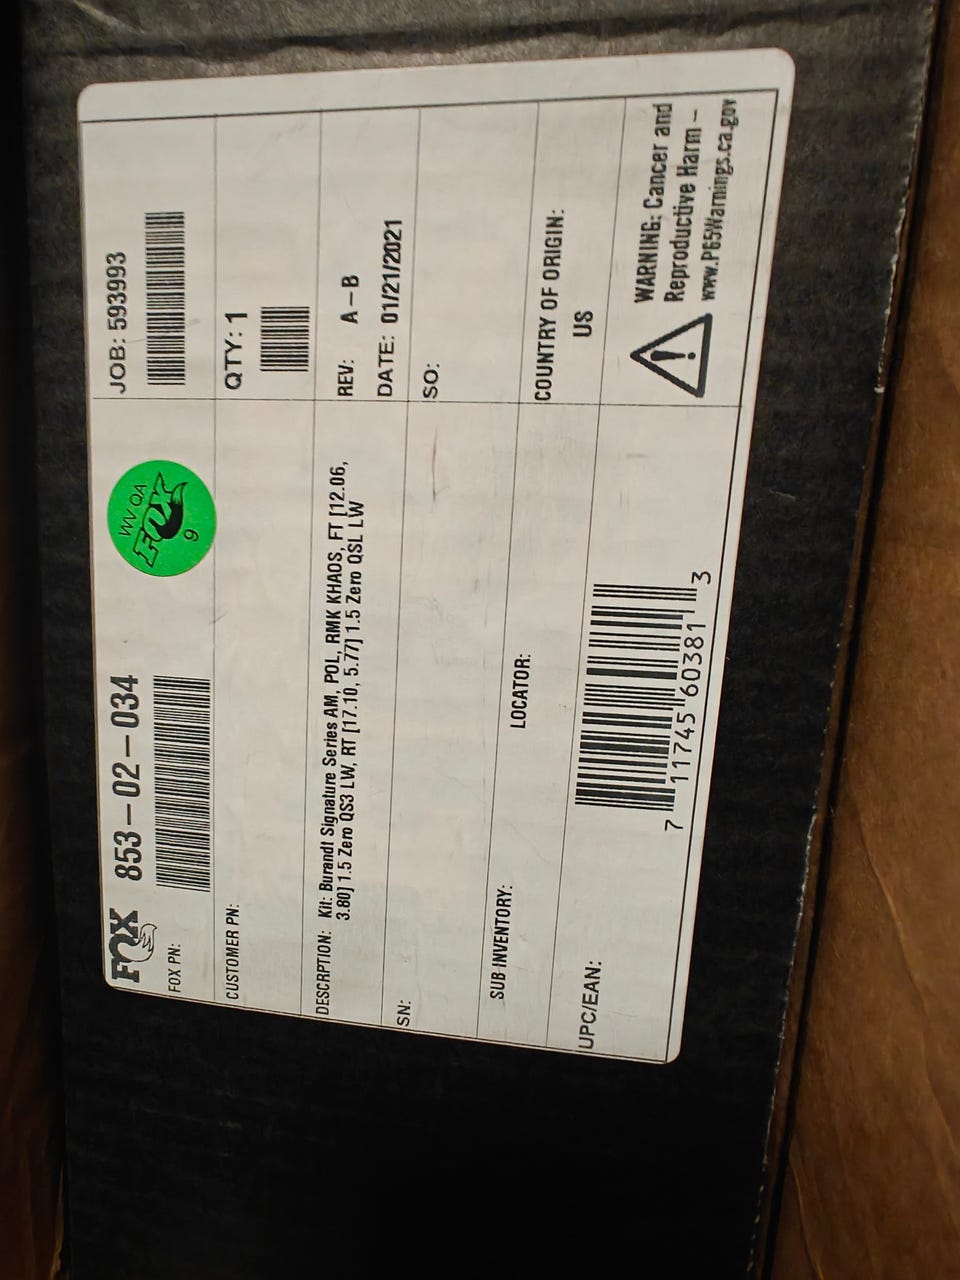 FOX
853-02-034
FOX PN:
WV QA
FOX
9
JOB: 593993
CUSTOMER PN:
QTY: 1
DESCRPTION: Kit: Burandt Signature Series AM, POL, RMK KHAOS, FT [12.06,
3.80] 1.5 Zero QS3 LW, RT [17.10, 5.77] 1.5 Zero QSL LW
REV: A-B
DATE: 01/21/2021
SN:
SO:
SUB INVENTORY:
LOCATOR:
COUNTRY OF ORIGIN:
US
UPC/EAN:
7 11745 60381 3
WARNING: Cancer and
Reproductive Harm -
www.P65Warnings.ca.gov